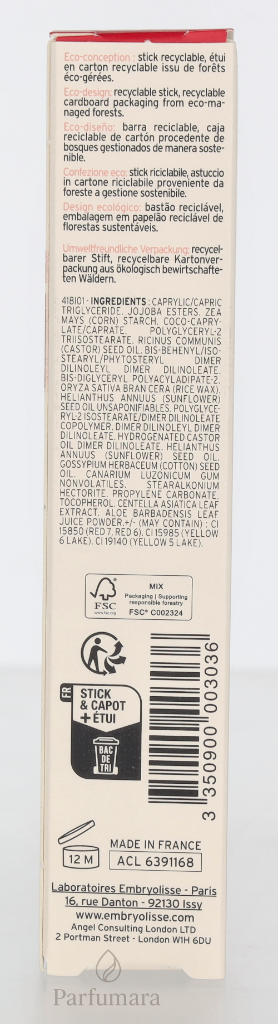 Eco-conception : stick recyclable, étui
en carton recyclable issu de forêts
éco-gérées.
Eco-design: recyclable stick, recyclable
cardboard packaging from eco-ma-
naged forests.
Eco-diseño: barra reciclable, caja
reciclable de cartón procedente de
bosques gestionados de manera soste-
nible.
Confezione eco: stick riciclabile, astuccio
in cartone riciclabile proveniente da
foreste a gestione sostenibile.
Design ecológico: bastão reciclável,
embalagem em papelão reciclável de
florestas sustentáveis.
Umweltfreundliche Verpackung: recycel-
barer Stift, recycelbare Kartonver-
packung aus ökologisch bewirtschafte-
ten Wäldern.
418101 - INGREDIENTS : CAPRYLIC/CAPRIC
TRIGLYCERIDE. JOJOBA ESTERS. ZEA
MAYS (CORN) STARCH. COCO-CAPRY-
LATE/CAPRATE. POLYGLYCERYL-2
TRIISOSTEARATE. RICINUS COMMUNIS
(CASTOR) SEED OIL. BIS-BEHENYL/ISO-
STEARYL/PHYTOSTERYL DIMER
DILINOLEYL DIMER DILINOLEATE.
BIS-DIGLYCERYL POLYACYLADIPATE-2.
ORYZA SATIVA BRAN CERA (RICE WAX).
HELIANTHUS ANNUUS (SUNFLOWER)
SEED OIL UNSAPONIFIABLES. POLYGLYCE-
RYL-2 ISOSTEARATE/DIMER DILINOLEATE
COPOLYMER. DIMER DILINOLEYL DIMER
DILINOLEATE. HYDROGENATED CASTOR
OIL DIMER DILINOLEATE. HELIANTHUS
ANNUUS (SUNFLOWER) SEED OIL.
GOSSYPIUM HERBACEUM (COTTON) SEED
OIL. CANARIUM LUZONICUM GUM
NONVOLATILES. STEARALKONIUM
HECTORITE. PROPYLENE CARBONATE.
TOCOPHEROL. CENTELLA ASIATICA LEAF
EXTRACT. ALOE BARBADENSIS LEAF
JUICE POWDER.+/- (MAY CONTAIN) : CI
15850 (RED 7, RED 6). CI 15985 (YELLOW
6 LAKE). CI 19140 (YELLOW 5 LAKE).
FSC
www.fsc.org
MIX
Packaging | Supporting
responsible forestry
FSC® C002324
FR
STICK
& CAPOT
+ ÉTUI
BAC
DE
TRI
3 350900 003036
12 M
MADE IN FRANCE
ACL 6391168
Laboratoires Embryolisse - Paris
16, rue Danton - 92130 Issy
www.embryolisse.com
Angel Consulting London LTD
2 Portman Street - London W1H 6DU
Parfumara